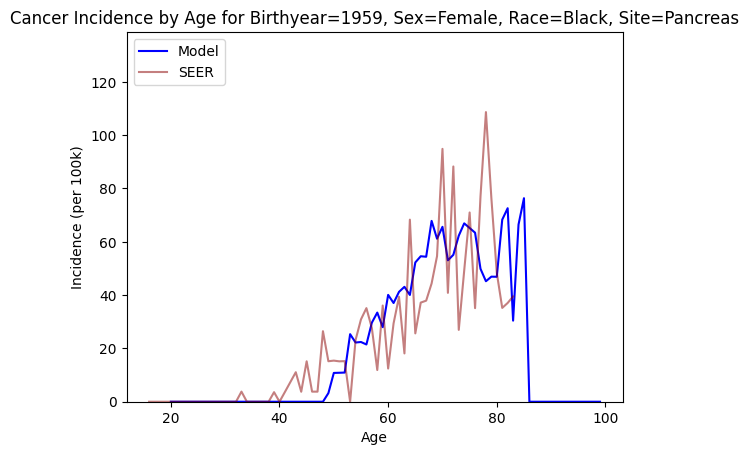 Cancer Incidence by Age for Birthyear=1959, Sex=Female, Race=Black, Site=Pancreas
Model
SEER
120
100
80
60
40
20
0
Incidence (per 100k)
20 40 60 80 100
Age